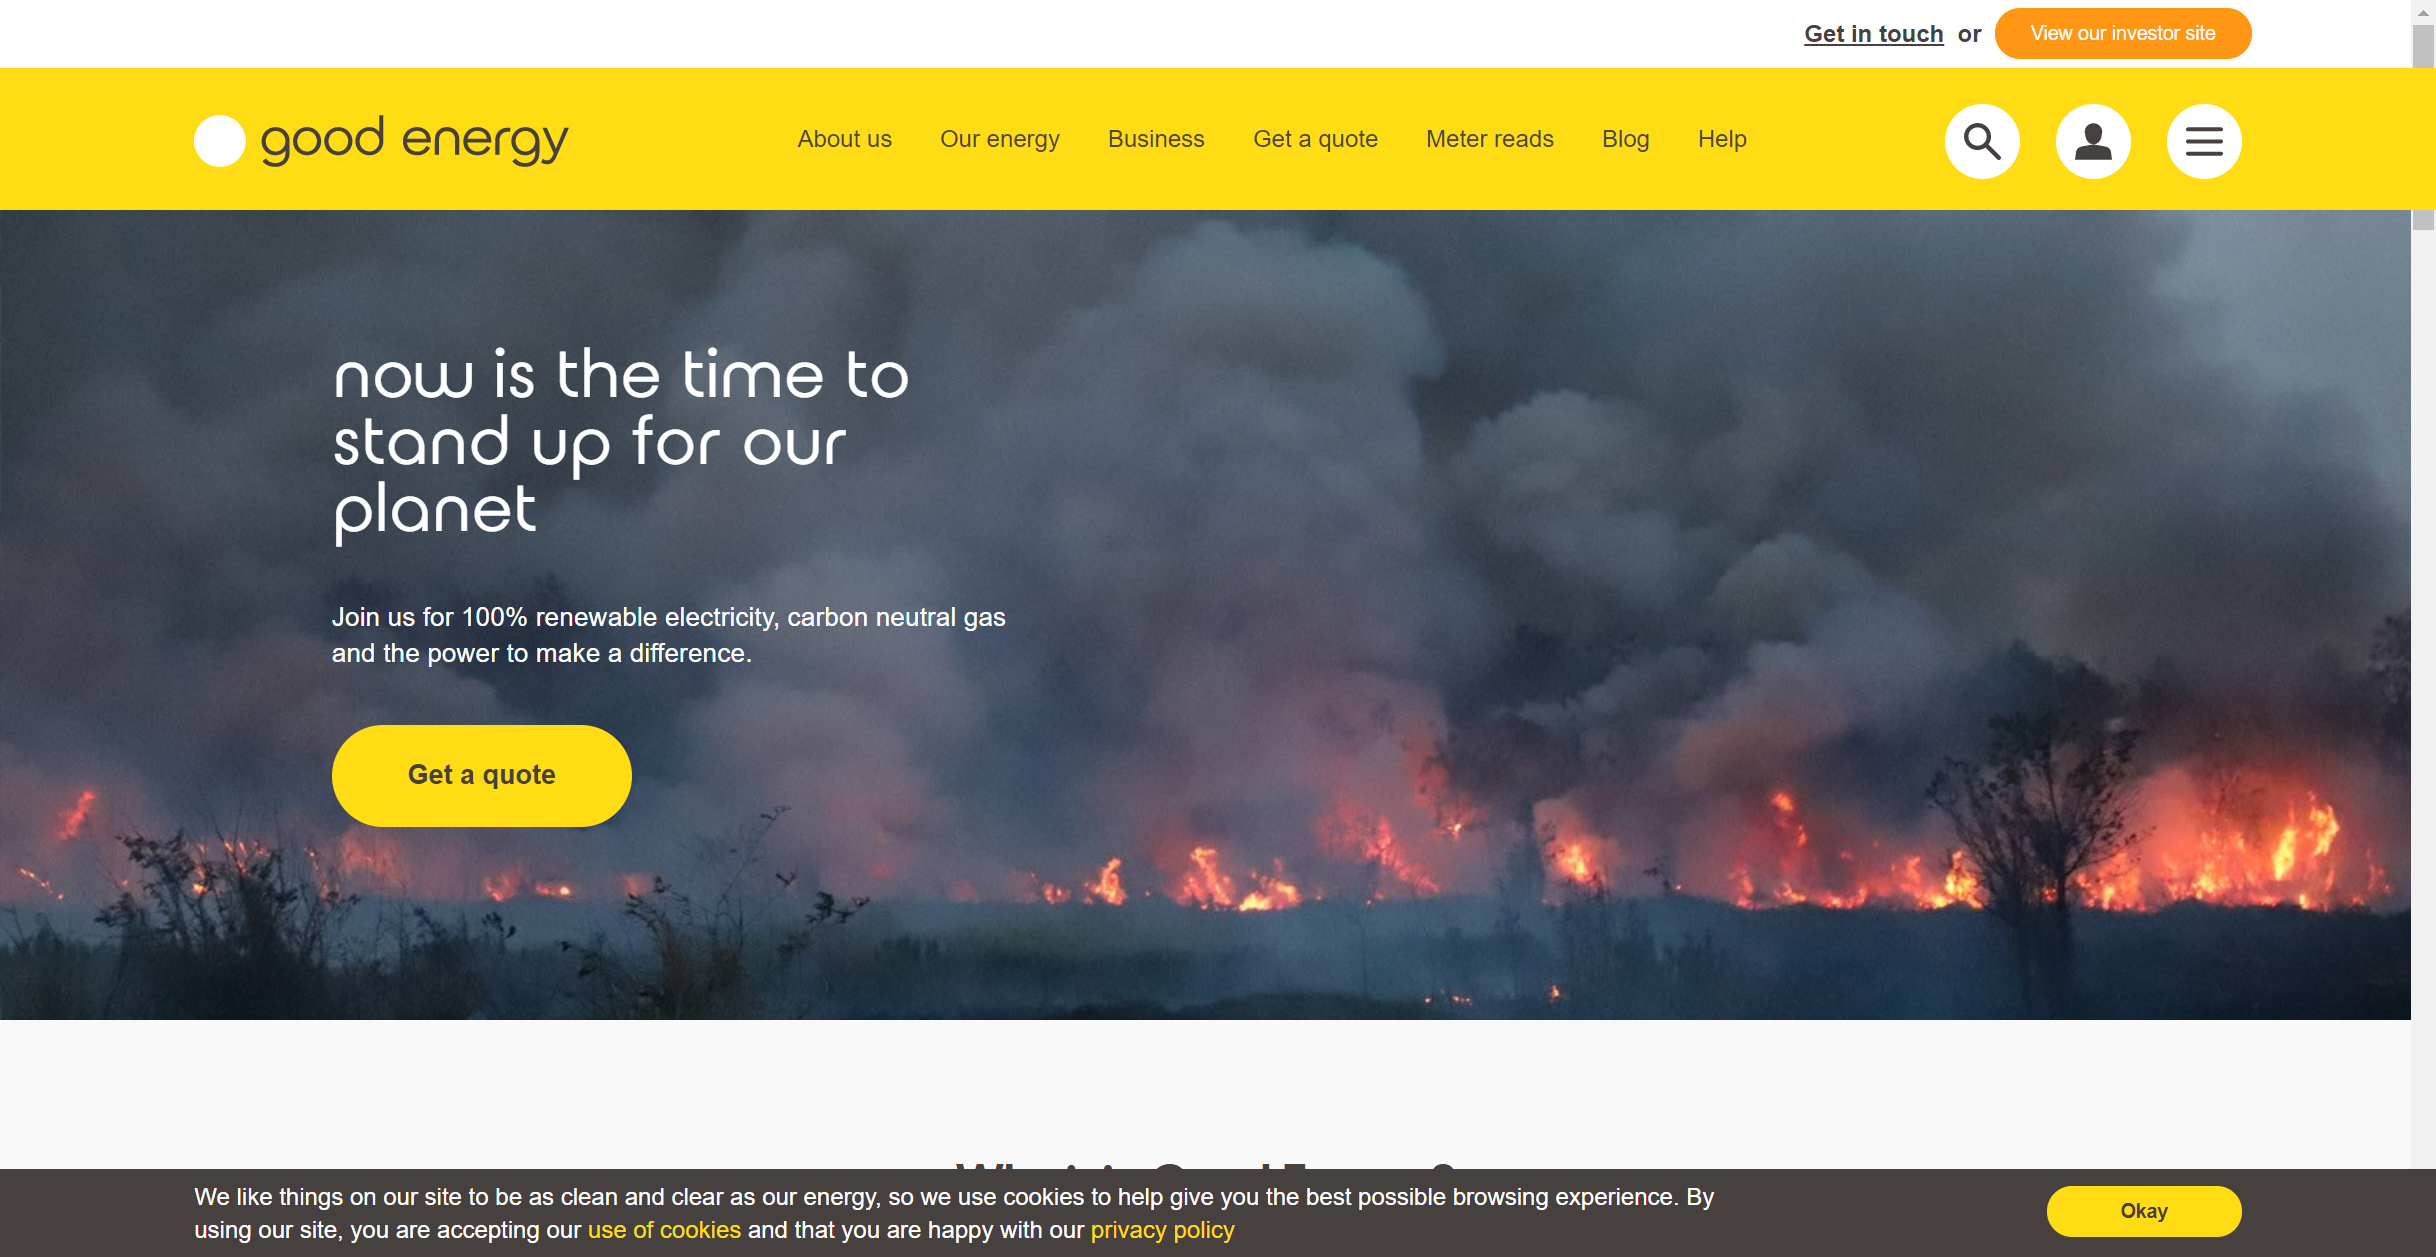 Get in touch or View our investor site
good energy
About us Our energy Business Get a quote Meter reads Blog Help
now is the time to
stand up for our
planet
Join us for 100% renewable electricity, carbon neutral gas
and the power to make a difference.
Get a quote
We like things on our site to be as clean and clear as our energy, so we use cookies to help give you the best possible browsing experience. By
using our site, you are accepting our use of cookies and that you are happy with our privacy policy
Okay